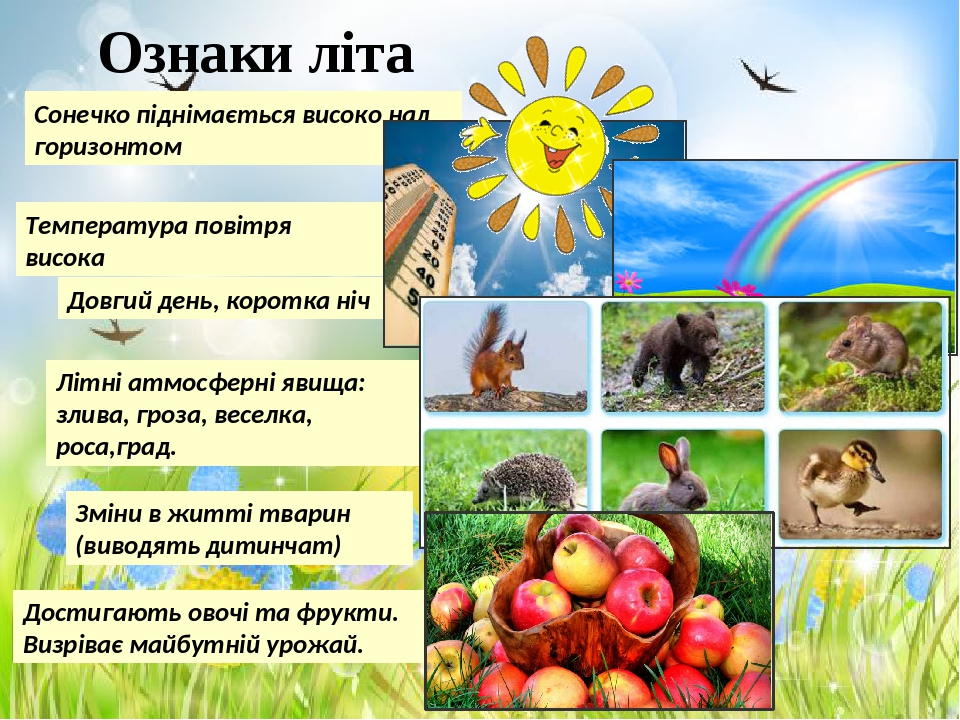 Ознаки літа
Сонечко піднімається високо над
горизонтом
Температура повітря
висока
Довгий день, коротка ніч
Літні атмосферні явища:
злива, гроза, веселка,
роса,град.
Зміни в житті тварин
(виводять дитинчат)
Достигають овочі та фрукти.
Визріває майбутній урожай.